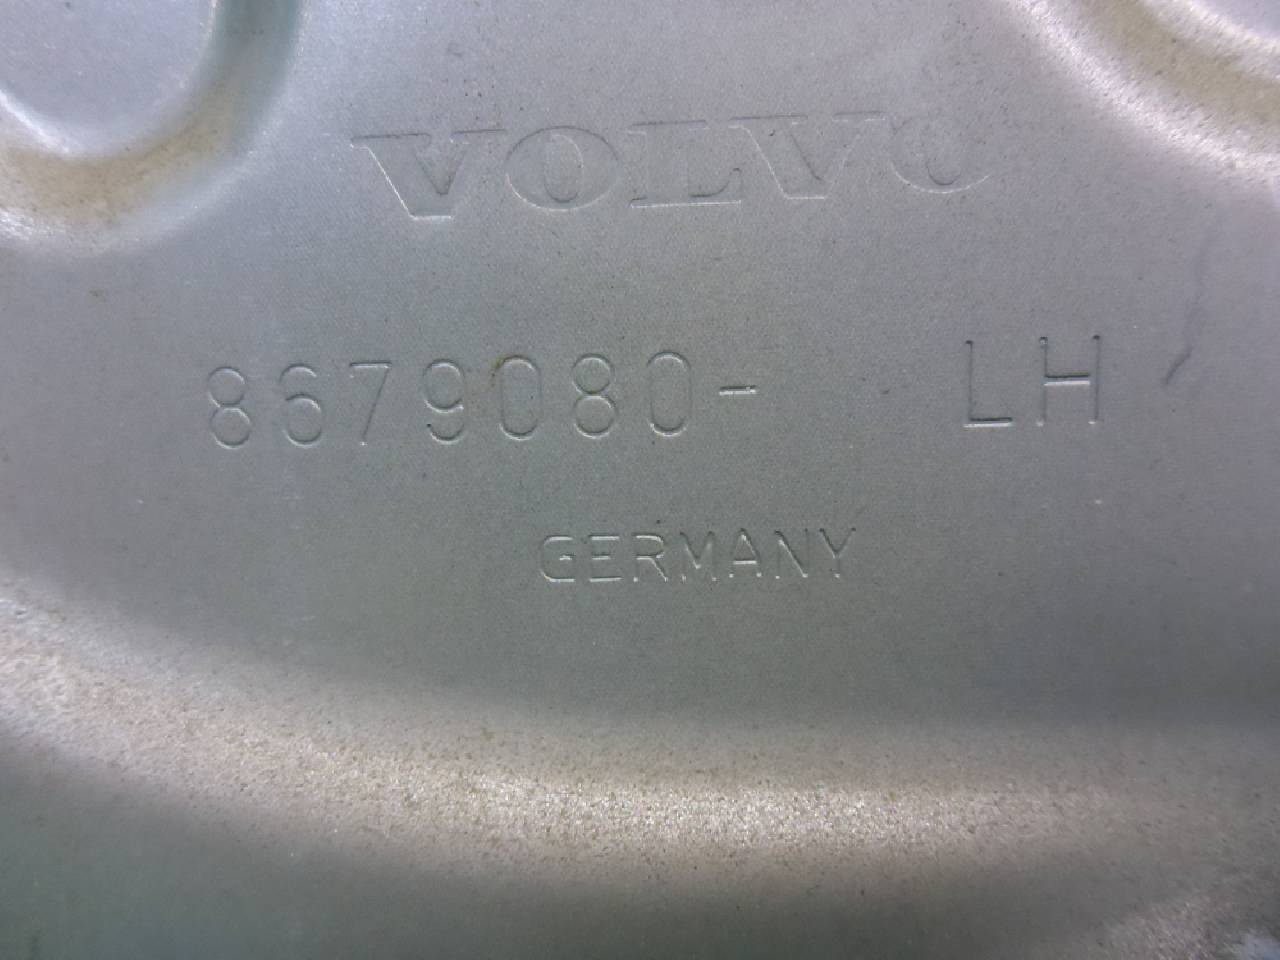 VOLVO
8679080- LH
GERMANY